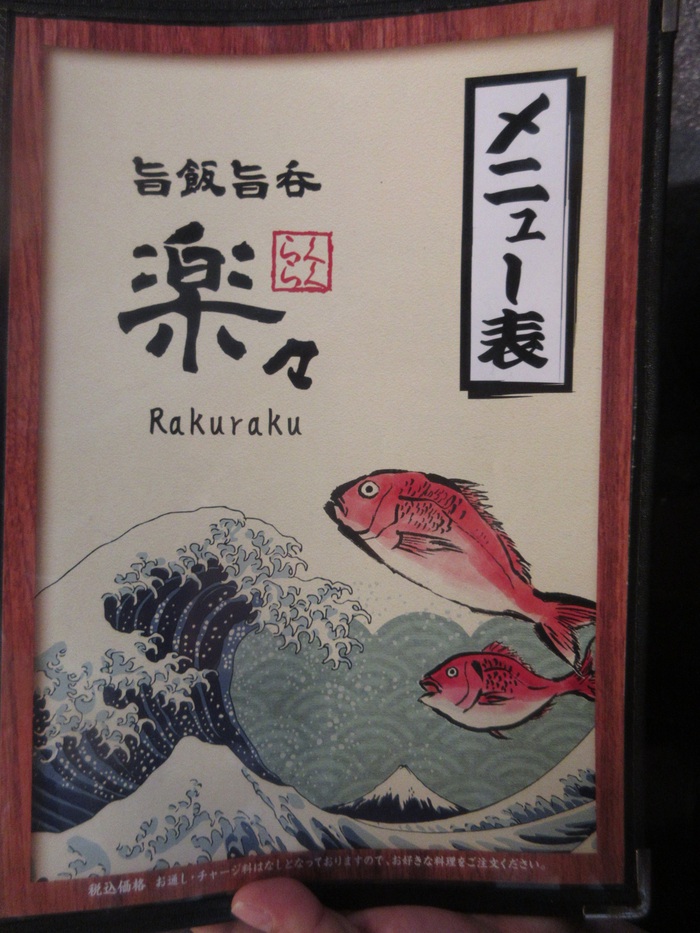 メニュー表
旨飯旨呑
楽々
らくらく
Rakuraku
税込価格 お通し・チャージ料はなしとなっておりますので、お好きな料理をご注文ください。